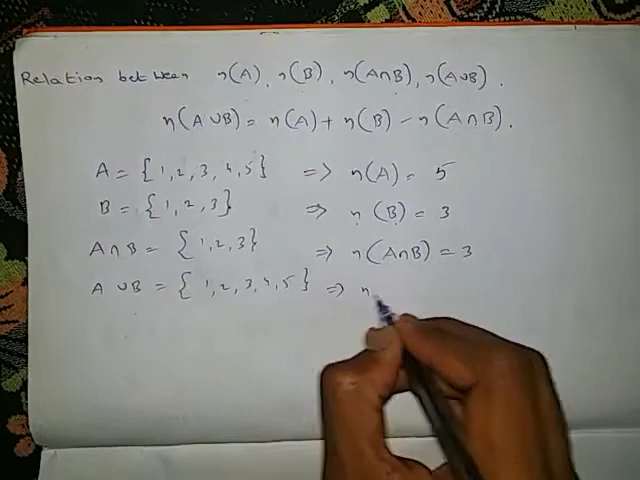 Relation between n(A), n(B), n(A∩B), n(A∪B).
n(A∪B) = n(A) + n(B) - n(A∩B).
A = {1,2,3,4,5} => n(A) = 5
B = {1,2,3} => n(B) = 3
A∩B = {1,2,3} => n(A∩B) = 3
A∪B = {1,2,3,4,5} => n